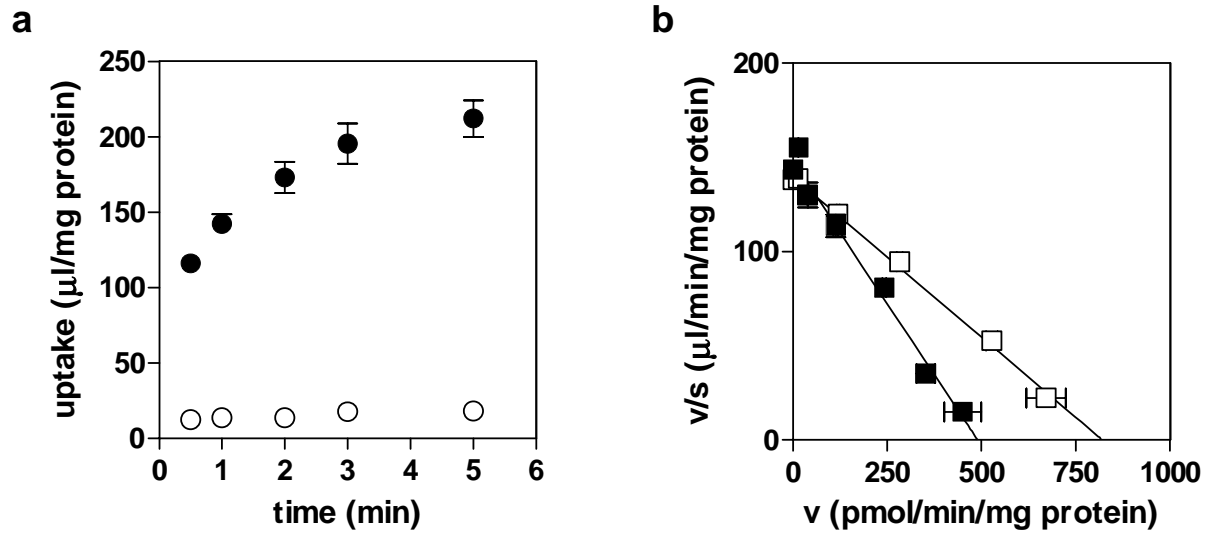 a
250
200
150
100
50
0
uptake (μl/mg protein)
0 1 2 3 4 5 6
time (min)
b
200
100
0
v/s (μl/min/mg protein)
0 250 500 750 1000
v (pmol/min/mg protein)